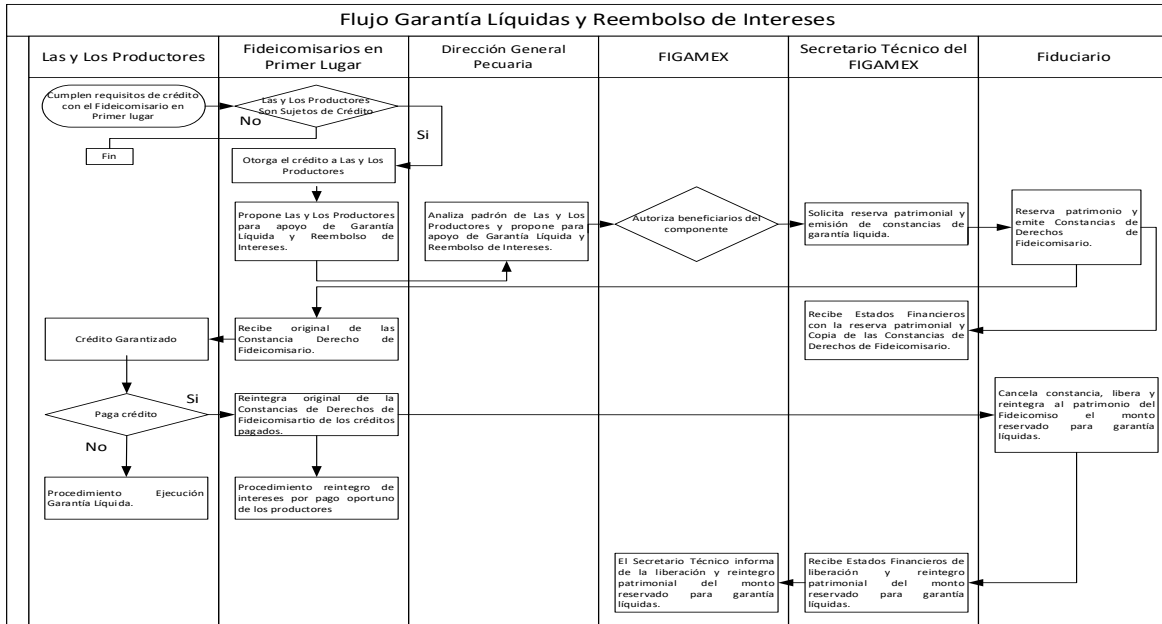 Flujo Garantía Líquidas y Reembolso de Intereses
Las y Los Productores
Fideicomisarios en
Primer Lugar
Dirección General
Pecuaria
FIGAMEX
Secretario Técnico del
FIGAMEX
Fiduciario
Cumplen requisitos de crédito
con el Fideicomisario en
Primer lugar
Las y Los Productores
Son Sujetos de Crédito
No
Si
Fin
Otorga el crédito a Las y Los
Productores
Propone Las y Los Productores
para apoyo de Garantía
Líquida y Reembolso de
Intereses.
Analiza padrón de Las y Los
Productores y propone para
apoyo de Garantía Líquida y
Reembolso de Intereses.
Autoriza beneficiarios del
componente
Solicita reserva patrimonial y
emisión de constancias de
garantía liquida.
Reserva patrimonio y
emite Constancias de
Derechos de
Fideicomisario.
Crédito Garantizado
Recibe original de las
Constancia Derecho de
Fideicomisario.
Recibe Estados Financieros
con la reserva patrimonial y
Copia de las Constancias de
Derechos de Fideicomisario.
Paga crédito
Si
No
Reintegra original de la
Constancias de Derechos de
Fideicomisartio de los créditos
pagados.
Cancela constancia, libera y
reintegra al patrimonio del
Fideicomiso el monto
reservado para garantía
líquidas.
Procedimiento Ejecución
Garantía Líquida.
Procedimiento reintegro de
intereses por pago oportuno
de los productores
El Secretario Técnico informa
de la liberación y reintegro
patrimonial del monto
reservado para garantía
líquidas.
Recibe Estados Financieros de
liberación y reintegro
patrimonial del monto
reservado para garantía
líquidas.